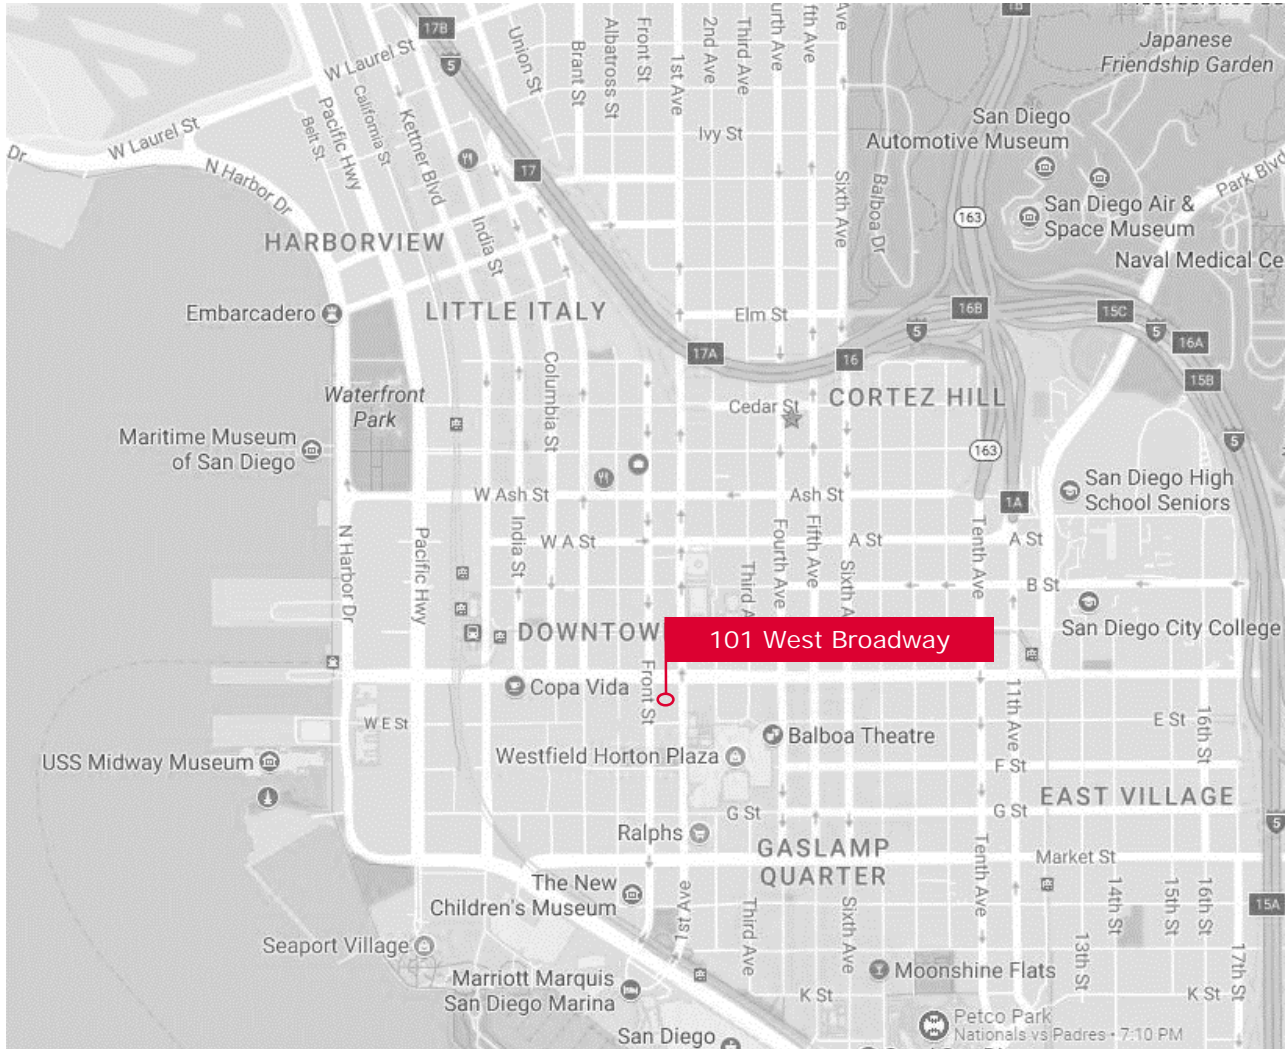 17B
5
W Laurel St
Union St
Brant St
Albatross St
Front St
1st Ave
2nd Ave
Third Ave
Ave
1B
Japanese
Friendship Garden
Pacific Hwy
Belt St
California St
Kettner Blvd
W Laurel St
Dr
N Harbor Dr
17
Ivy St
Sixth Ave
Balboa Dr
San Diego
Automotive Museum
163
San Diego Air &
Space Museum
Park Blvd
Naval Medical Ce
HARBORVIEW
India St
Embarcadero
LITTLE ITALY
Elm St
16B
5
15C
5
16A
17A
16
15B
Waterfront
Park
Columbia St
Cedar St
CORTEZ HILL
Maritime Museum
of San Diego
163
5
San Diego High
School Seniors
W Ash St
Ash St
1A
N Harbor Dr
Pacific Hwy
India St
W A St
Fourth Ave
Fifth Ave
A St
Tenth Ave
A St
Third A
Sixth A
B St
DOWNTOW
101 West Broadway
San Diego City College
Copa Vida
Front St
11th Ave
16th St
W E St
E St
Balboa Theatre
USS Midway Museum
Westfield Horton Plaza
F St
EAST VILLAGE
G St
G St
5
Ralphs
GASLAMP
QUARTER
Tenth Ave
Market St
The New
Children's Museum
1st Ave
Third Ave
Sixth Ave
14th St
15th St
16th St
15A
Seaport Village
13th St
17th St
Marriott Marquis
San Diego Marina
Moonshine Flats
K St
K St
Petco Park
Nationals vs Padres • 7:10 PM
San Diego